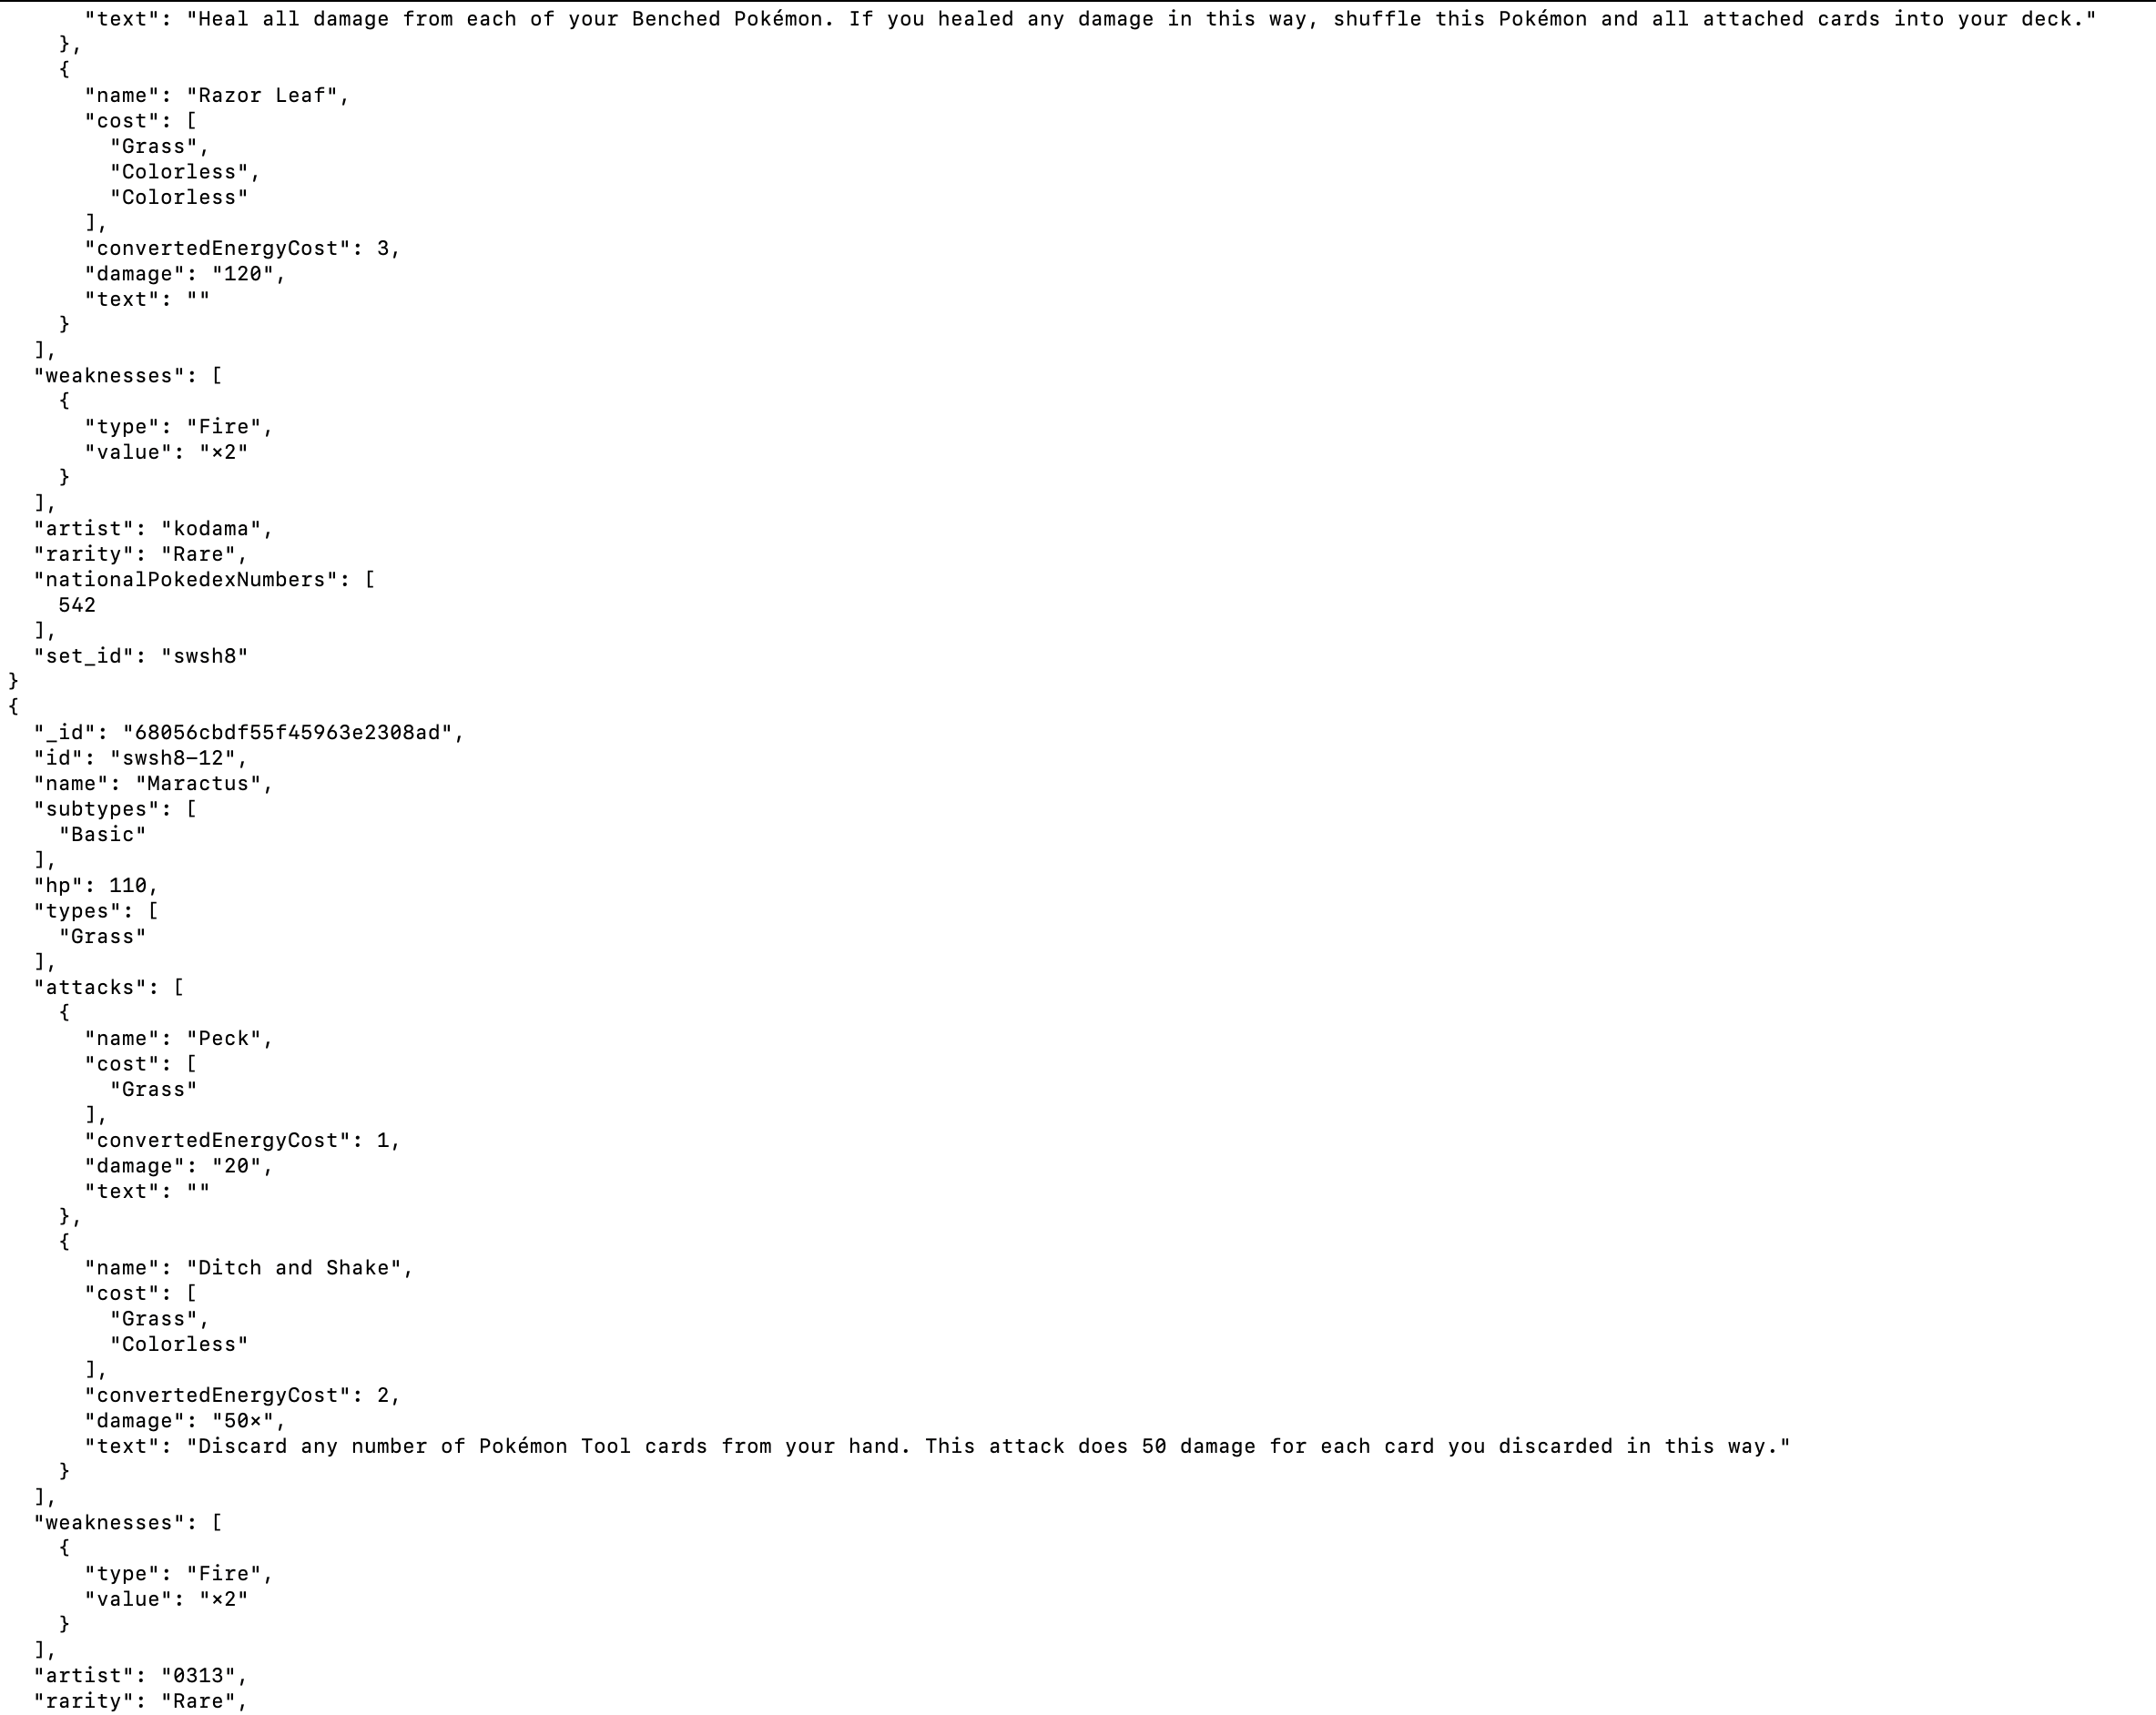 "text": "Heal all damage from each of your Benched Pokémon. If you healed any damage in this way, shuffle this Pokémon and all attached cards into your deck."
    },
    {
      "name": "Razor Leaf",
      "cost": [
        "Grass",
        "Colorless",
        "Colorless"
      ],
      "convertedEnergyCost": 3,
      "damage": "120",
      "text": ""
    }
  ],
  "weaknesses": [
    {
      "type": "Fire",
      "value": "×2"
    }
  ],
  "artist": "kodama",
  "rarity": "Rare",
  "nationalPokedexNumbers": [
    542
  ],
  "set_id": "swsh8"
}
{
  "_id": "68056cbdf55f45963e2308ad",
  "id": "swsh8-12",
  "name": "Maractus",
  "subtypes": [
    "Basic"
  ],
  "hp": 110,
  "types": [
    "Grass"
  ],
  "attacks": [
    {
      "name": "Peck",
      "cost": [
        "Grass"
      ],
      "convertedEnergyCost": 1,
      "damage": "20",
      "text": ""
    },
    {
      "name": "Ditch and Shake",
      "cost": [
        "Grass",
        "Colorless"
      ],
      "convertedEnergyCost": 2,
      "damage": "50×",
      "text": "Discard any number of Pokémon Tool cards from your hand. This attack does 50 damage for each card you discarded in this way."
    }
  ],
  "weaknesses": [
    {
      "type": "Fire",
      "value": "×2"
    }
  ],
  "artist": "0313",
  "rarity": "Rare",